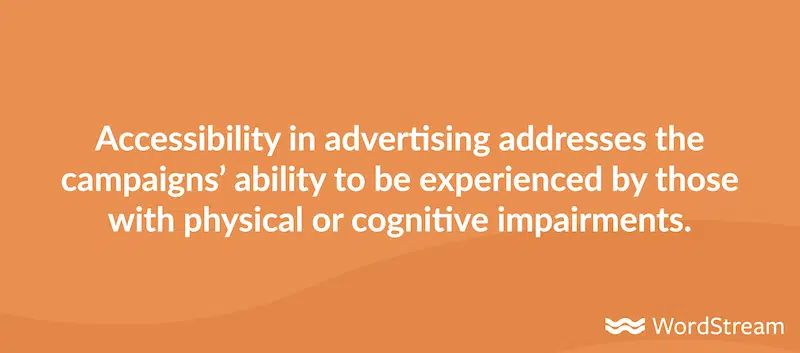 Accessibility in advertising addresses the
campaigns’ ability to be experienced by those
with physical or cognitive impairments.
WordStream